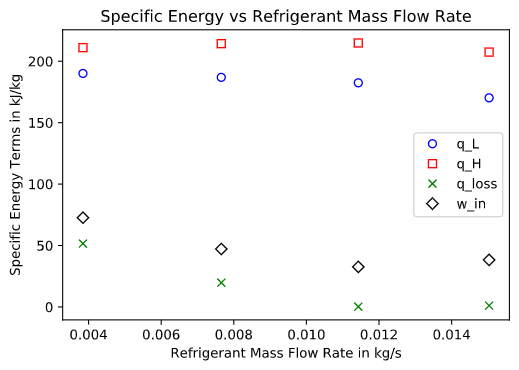 Specific Energy vs Refrigerant Mass Flow Rate
Specific Energy Terms in kJ/kg
200
150
100
50
0
q_L
q_H
q_loss
w_in
0.004 0.006 0.008 0.010 0.012 0.014
Refrigerant Mass Flow Rate in kg/s